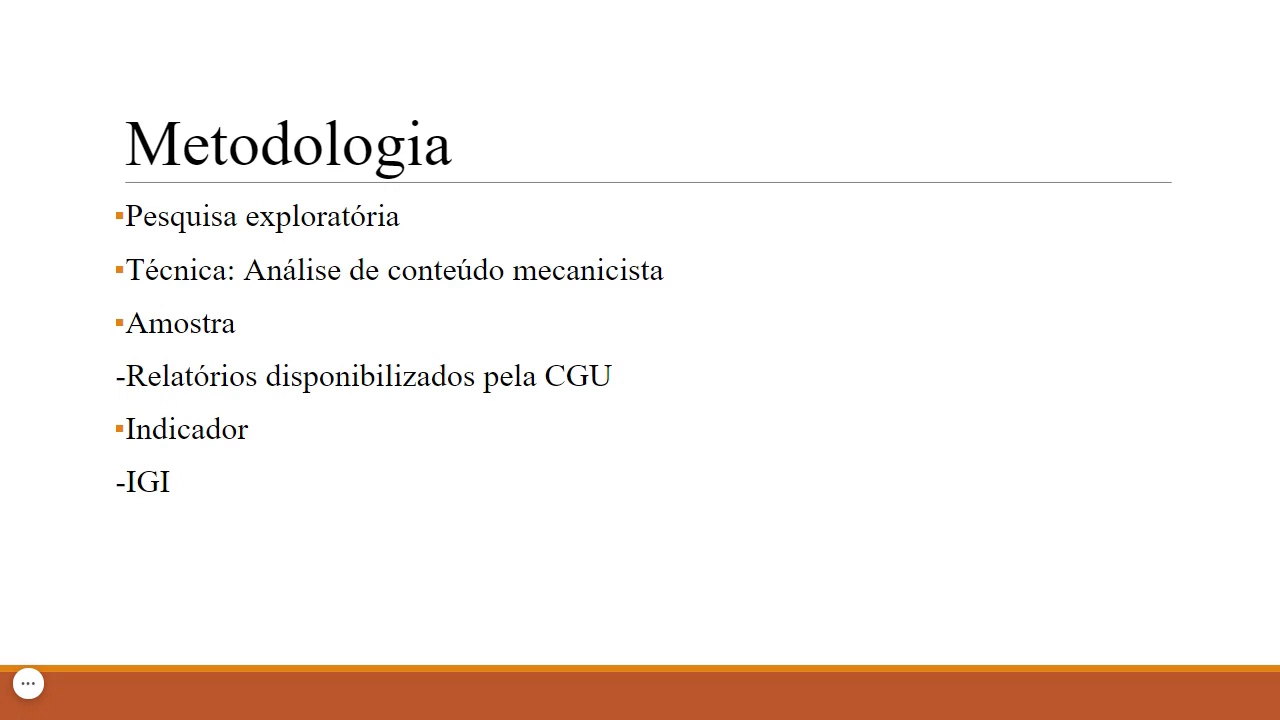 Metodologia
▪Pesquisa exploratória
▪Técnica: Análise de conteúdo mecanicista
▪Amostra
-Relatórios disponibilizados pela CGU
▪Indicador
-IGI